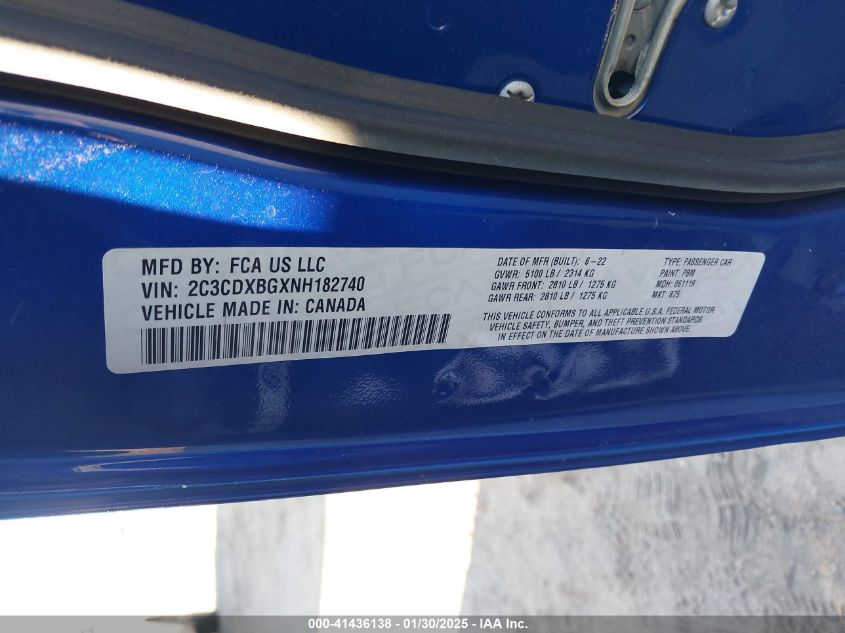 MFD BY: FCA US LLC
VIN: 2C3CDXBGXNH182740
VEHICLE MADE IN: CANADA
DATE OF MFR (BUILT): 6-22
GVWR: 5100 LB / 2314 KG
GAWR FRONT: 2810 LB / 1275 KG
GAWR REAR: 2810 LB / 1275 KG
TYPE: PASSENGER CAR
PAINT: PBM
MDH: 061119
MKT: 875
THIS VEHICLE CONFORMS TO ALL APPLICABLE U.S.A. FEDERAL MOTOR
VEHICLE SAFETY, BUMPER, AND THEFT PREVENTION STANDARDS
IN EFFECT ON THE DATE OF MANUFACTURE SHOWN ABOVE.
000-41436138 - 01/30/2025 - IAA Inc.